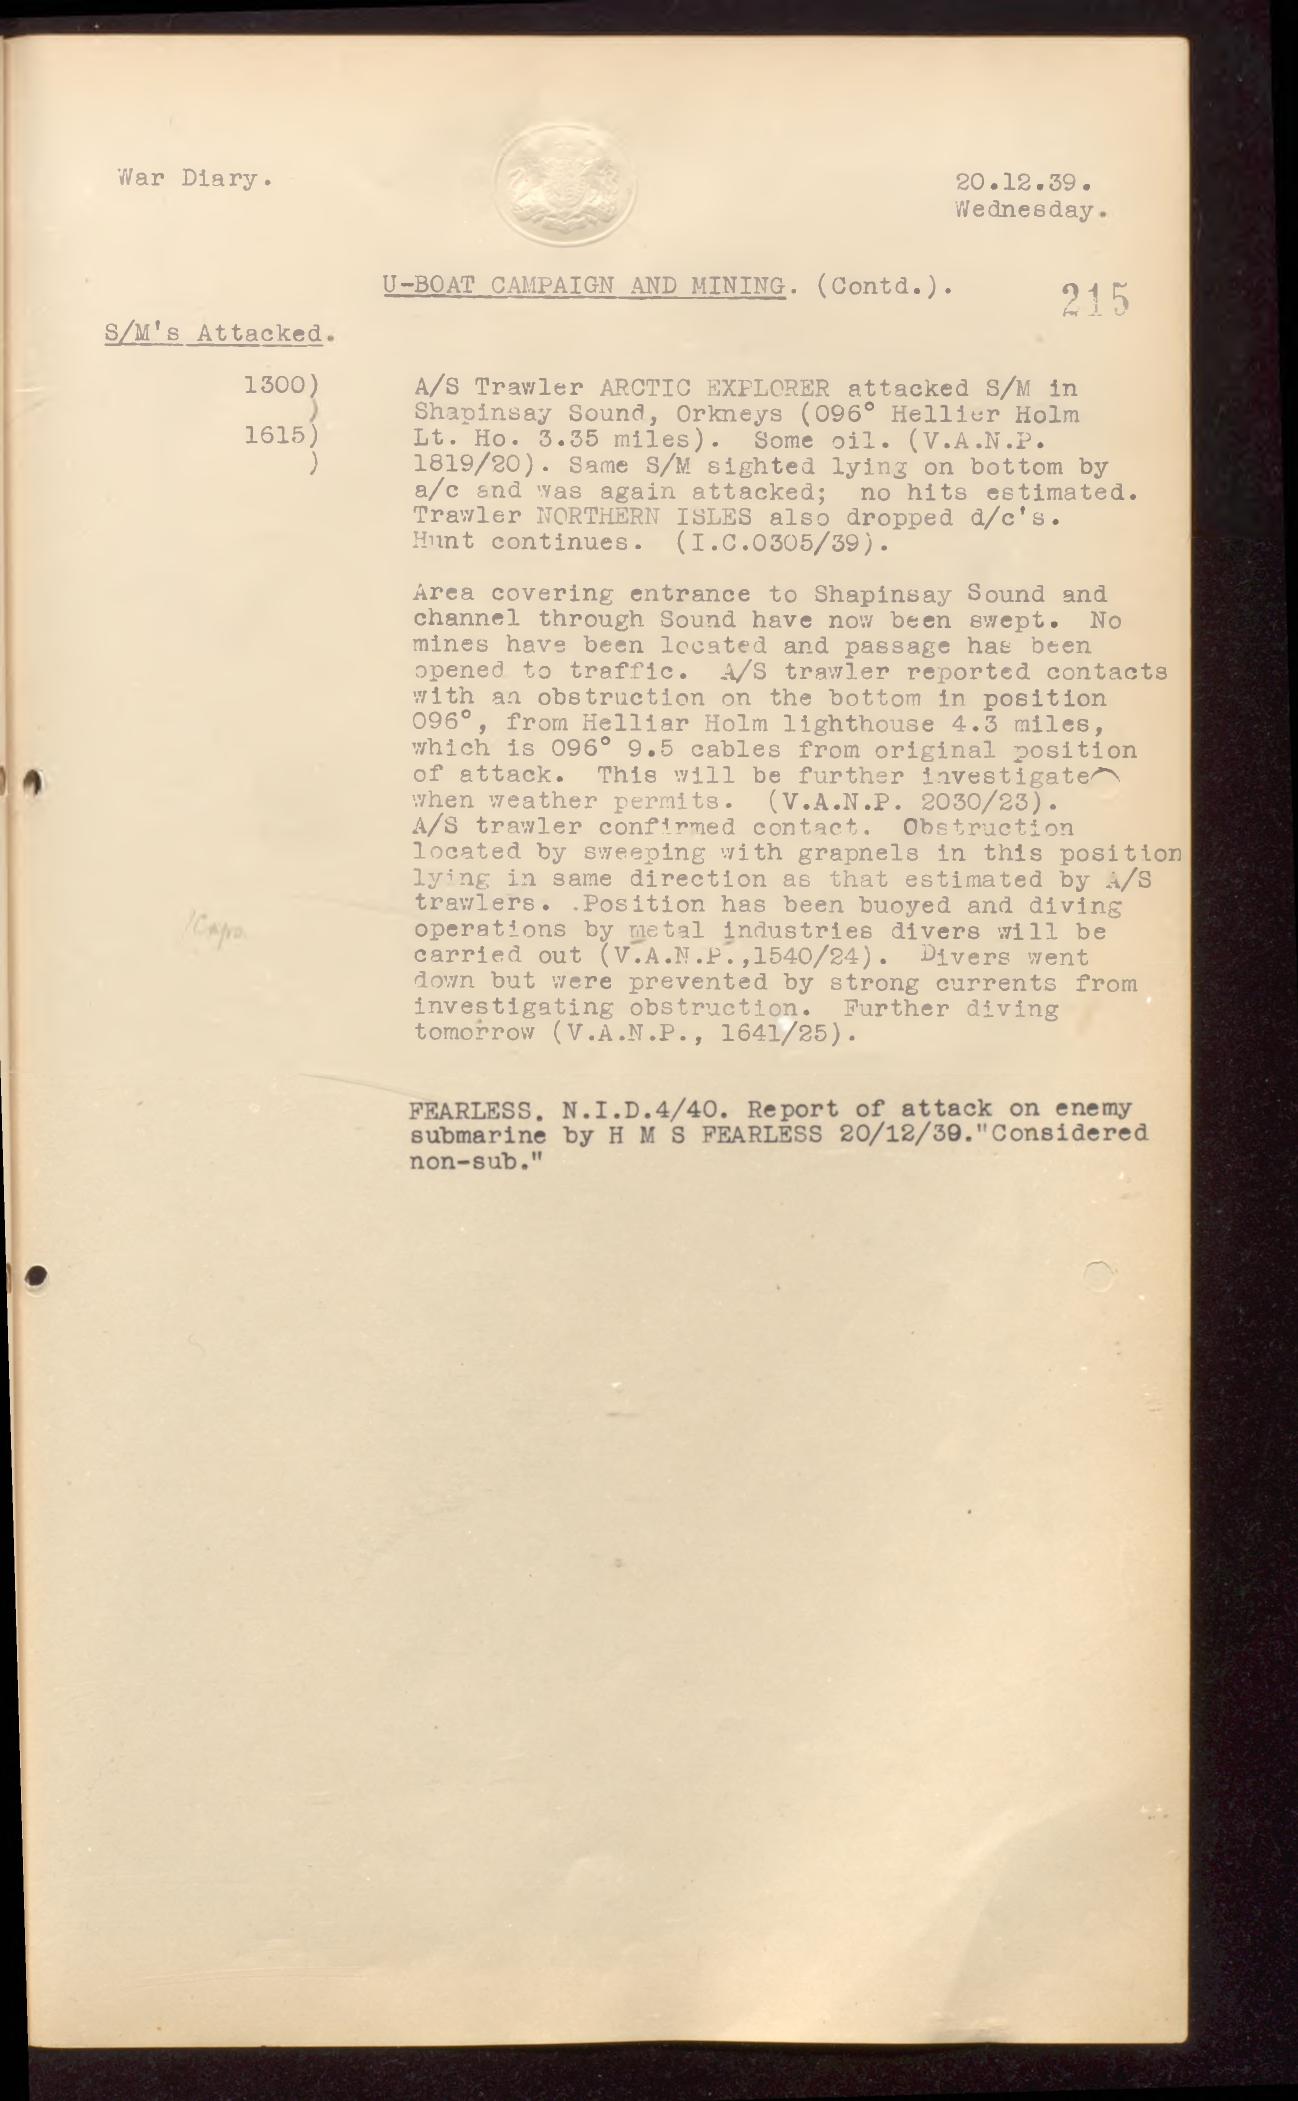 War Diary.
20.12.39.
Wednesday.
U-BOAT CAMPAIGN AND MINING. (Contd.).
215
S/M's Attacked.
1300)
)
1615)
)
A/S Trawler ARCTIC EXPLORER attacked S/M in
Shapinsay Sound, Orkneys (096° Hellier Holm
Lt. Ho. 3.35 miles). Some oil. (V.A.N.P.
1819/20). Same S/M sighted lying on bottom by
a/c and was again attacked; no hits estimated.
Trawler NORTHERN ISLES also dropped d/c's.
Hunt continues. (I.C.0305/39).
Area covering entrance to Shapinsay Sound and
channel through Sound have now been swept. No
mines have been located and passage has been
opened to traffic. A/S trawler reported contacts
with an obstruction on the bottom in position
096°, from Helliar Holm lighthouse 4.3 miles,
which is 096° 9.5 cables from original position
of attack. This will be further investigate
when weather permits. (V.A.N.P. 2030/23).
A/S trawler confirmed contact. Obstruction
located by sweeping with grapnels in this position
lying in same direction as that estimated by A/S
trawlers. .Position has been buoyed and diving
operations by metal industries divers will be
carried out (V.A.N.P.,1540/24). Divers went
down but were prevented by strong currents from
investigating obstruction. Further diving
tomorrow (V.A.N.P., 1641/25).
FEARLESS. N.I.D.4/40. Report of attack on enemy
submarine by H M S FEARLESS 20/12/39."Considered
non-sub."